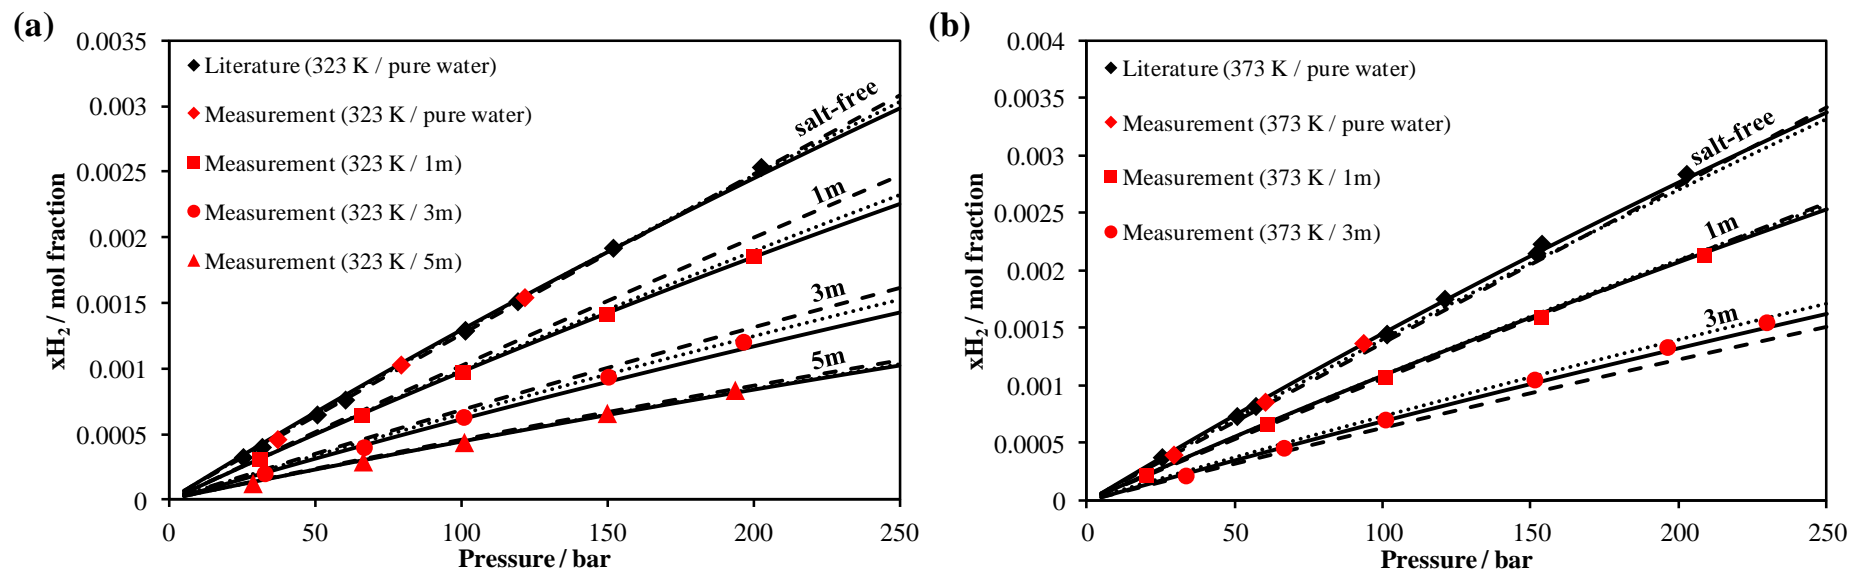 (a)
0.0035
0.003
0.0025
0.002
0.0015
0.001
0.0005
0
xH₂ / mol fraction
Literature (323 K / pure water)
Measurement (323 K / pure water)
Measurement (323 K / 1m)
Measurement (323 K / 3m)
Measurement (323 K / 5m)
salt-free
1m
3m
5m
0 50 100 150 200 250
Pressure / bar
(b)
0.004
0.0035
0.003
0.0025
0.002
0.0015
0.001
0.0005
0
xH₂ / mol fraction
Literature (373 K / pure water)
Measurement (373 K / pure water)
Measurement (373 K / 1m)
Measurement (373 K / 3m)
salt-free
1m
3m
0 50 100 150 200 250
Pressure / bar